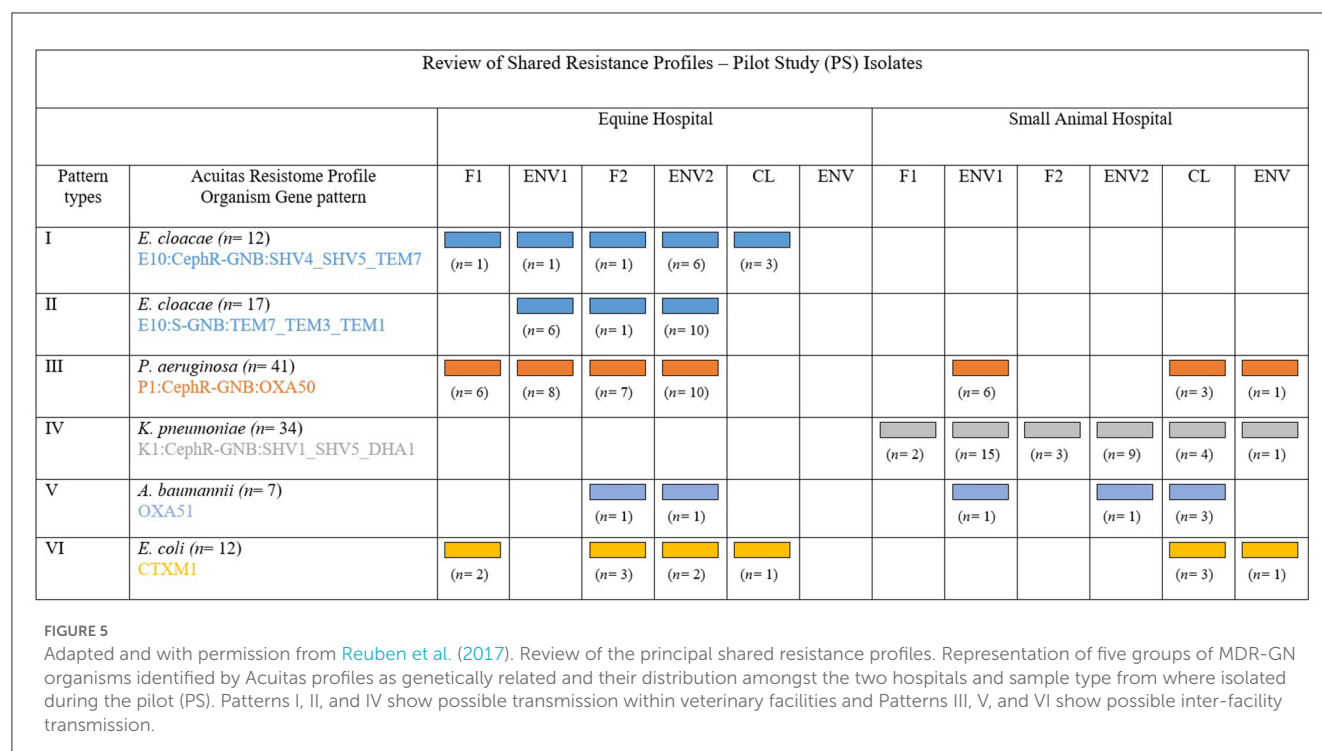 Review of Shared Resistance Profiles – Pilot Study (PS) Isolates
Equine Hospital Small Animal Hospital
Pattern types Acuitas Resistome Profile Organism Gene pattern F1 ENV1 F2 ENV2 CL ENV F1 ENV1 F2 ENV2 CL ENV
I E. cloacae (n= 12)
E10:CephR-GNB:SHV4_SHV5_TEM7 (n= 1) (n= 1) (n= 1) (n= 6) (n= 3)
II E. cloacae (n= 17)
E10:S-GNB:TEM7_TEM3_TEM1 (n= 6) (n= 1) (n= 10)
III P. aeruginosa (n= 41)
P1:CephR-GNB:OXA50 (n= 6) (n= 8) (n= 7) (n= 10) (n= 6) (n= 3) (n= 1)
IV K. pneumoniae (n= 34)
K1:CephR-GNB:SHV1_SHV5_DHA1 (n= 2) (n= 15) (n= 3) (n= 9) (n= 4) (n= 1)
V A. baumannii (n= 7)
OXA51 (n= 1) (n= 1) (n= 1) (n= 1) (n= 3)
VI E. coli (n= 12)
CTXM1 (n= 2) (n= 3) (n= 2) (n= 1) (n= 3) (n= 1)
FIGURE 5
Adapted and with permission from Reuben et al. (2017). Review of the principal shared resistance profiles. Representation of five groups of MDR-GN
organisms identified by Acuitas profiles as genetically related and their distribution amongst the two hospitals and sample type from where isolated
during the pilot (PS). Patterns I, II, and IV show possible transmission within veterinary facilities and Patterns III, V, and VI show possible inter-facility
transmission.